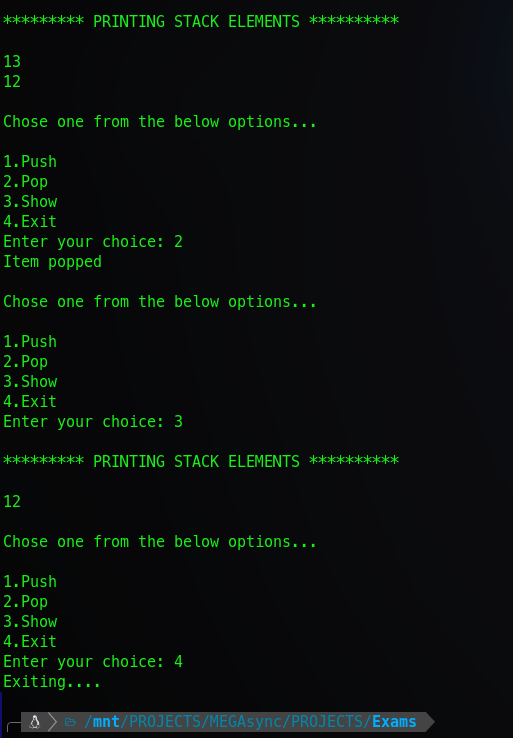 ********* PRINTING STACK ELEMENTS **********
13
12
Chose one from the below options...
1.Push
2.Pop
3.Show
4.Exit
Enter your choice: 2
Item popped
Chose one from the below options...
1.Push
2.Pop
3.Show
4.Exit
Enter your choice: 3
********* PRINTING STACK ELEMENTS **********
12
Chose one from the below options...
1.Push
2.Pop
3.Show
4.Exit
Enter your choice: 4
Exiting....
/mnt/PROJECTS/MEGAsync/PROJECTS/Exams